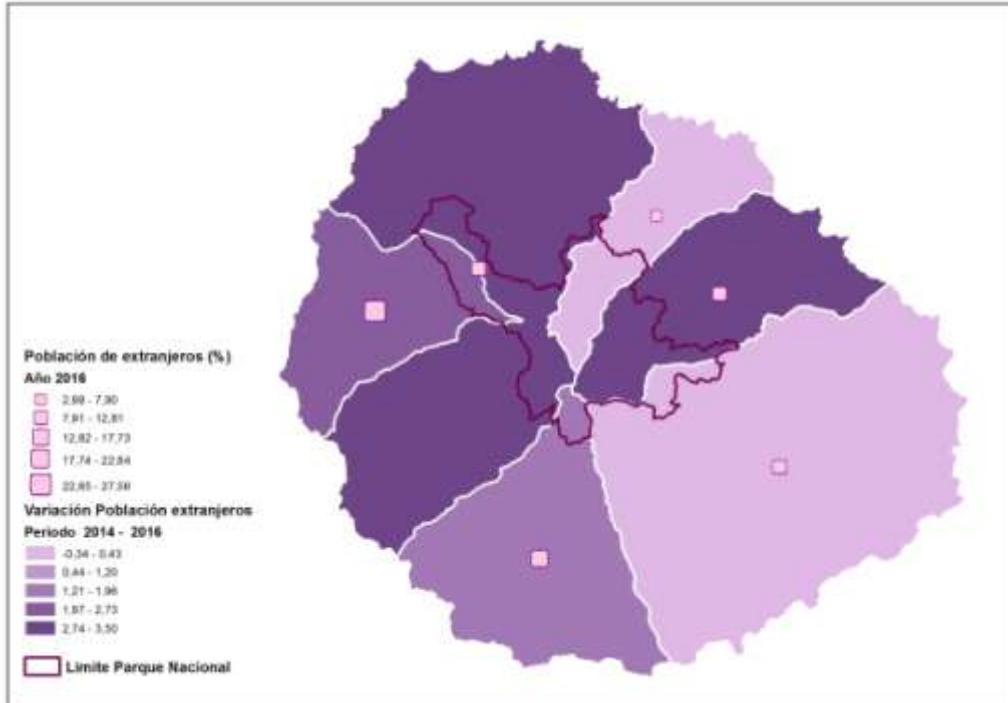 Población de extranjeros (%)
Año 2016
2,99 - 7,90
7,91 - 12,81
12,82 - 17,73
17,74 - 22,64
22,65 - 27,56
Variación Población extranjeros
Periodo 2014 - 2016
-0,34 - 0,43
0,44 - 1,20
1,21 - 1,96
1,97 - 2,73
2,74 - 3,50
Límite Parque Nacional